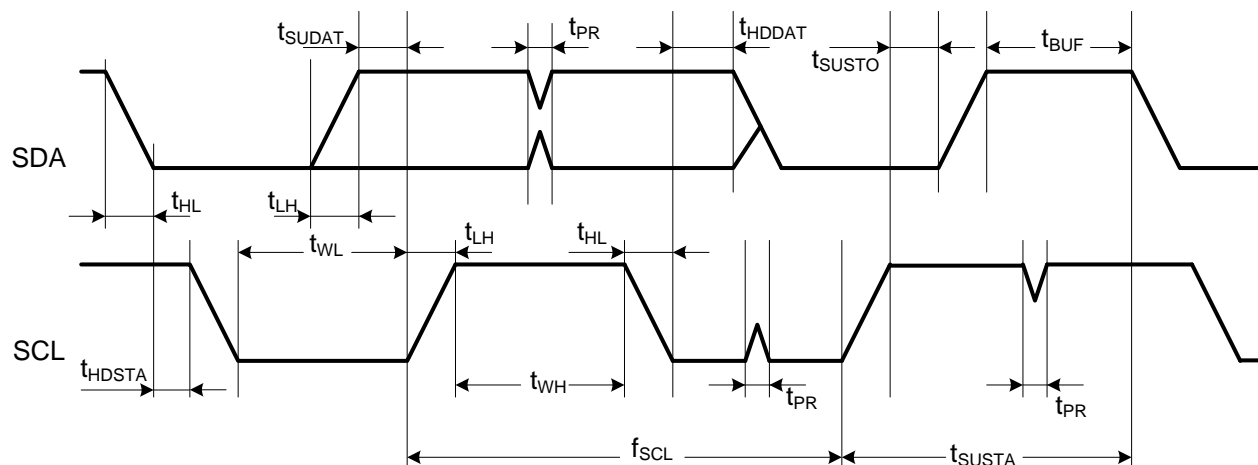 tSUDAT
tPR
tHDDAT
tSUSTO
tBUF
SDA
tHL
tLH
tWL
tLH
tHL
SCL
tHDSTA
tWH
tPR
tPR
fSCL
tSUSTA